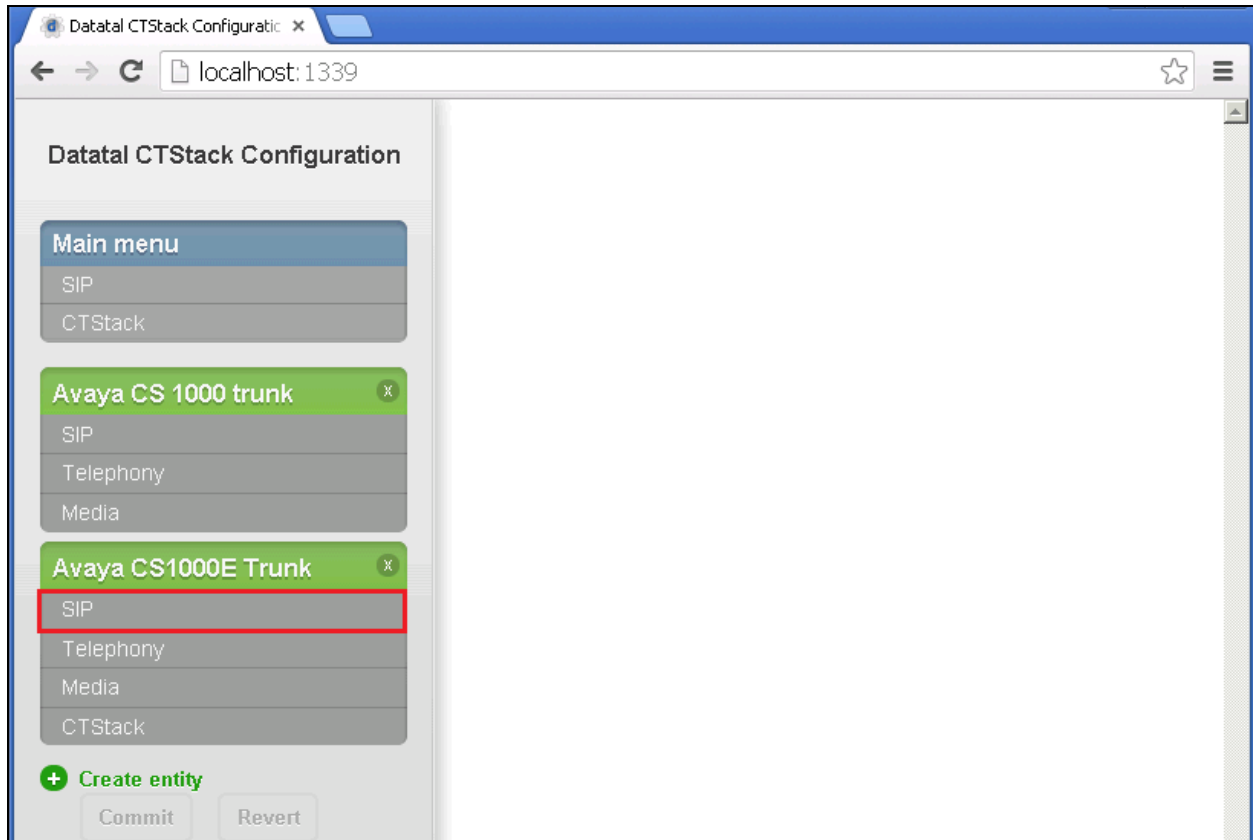 Datatal CTStack Configuratic
localhost:1339
Datatal CTStack Configuration
Main menu
SIP
CTStack
Avaya CS 1000 trunk
x
SIP
Telephony
Media
Avaya CS1000E Trunk
x
SIP
Telephony
Media
CTStack
Create entity
Commit Revert